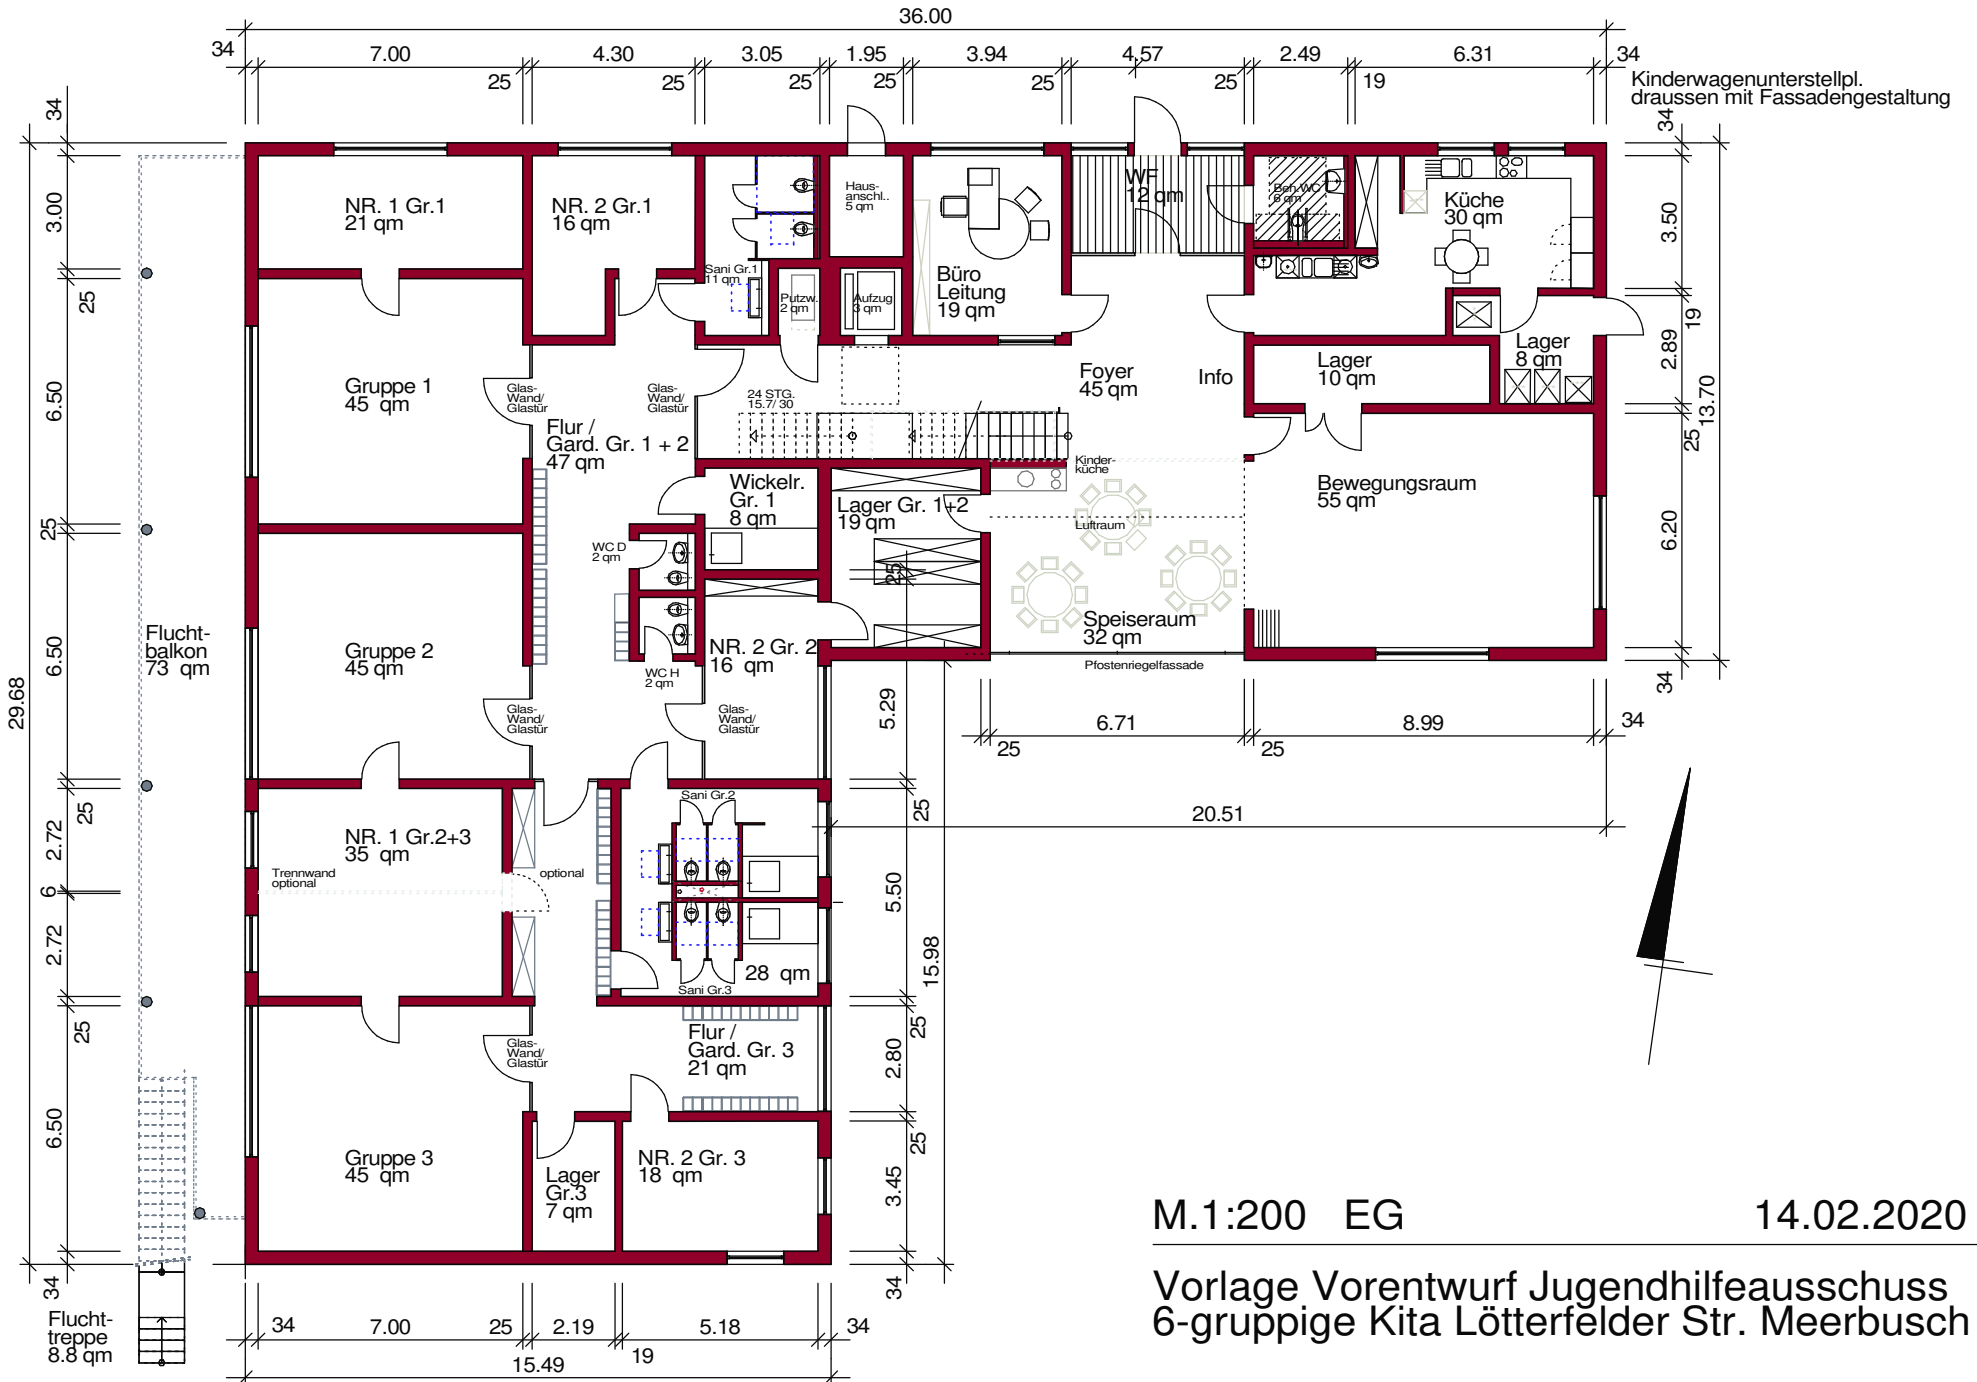 36.00
34
7.00
4.30
3.05
1.95
3.94
4.57
2.49
6.31
34
25
25
25
25
25
25
19
Kinderwagenunterstellpl.
draussen mit Fassadengestaltung
34
3.00
25
6.50
25
6.50
25
2.72
6
2.72
25
6.50
34
29.68
34
3.50
19
2.89
25
6.20
34
13.70
NR. 1 Gr.1
21 qm
NR. 2 Gr.1
16 qm
Sani Gr.1
11 qm
Haus-
anschl..
5 qm
Putzw.
2 qm
Aufzug
3 qm
Büro
Leitung
19 qm
WF
12 qm
Beh.WC
6 qm
Küche
30 qm
Lager
8 qm
Lager
10 qm
Gruppe 1
45 qm
Glas-
Wand/
Glastür
Glas-
Wand/
Glastür
Flur /
Gard. Gr. 1 + 2
47 qm
24 STG.
15.7/ 30
Foyer
45 qm
Info
Kinder-
küche
Wickelr.
Gr. 1
8 qm
Lager Gr. 1+2
19 qm
25
Luftraum
Bewegungsraum
55 qm
WC D
2 qm
WC H
2 qm
NR. 2 Gr. 2
16 qm
Speiseraum
32 qm
Pfostenriegelfassade
Flucht-
balkon
73 qm
Gruppe 2
45 qm
Glas-
Wand/
Glastür
Glas-
Wand/
Glastür
5.29
25
5.50
25
2.80
25
3.45
34
15.98
6.71
8.99
34
25
25
20.51
NR. 1 Gr.2+3
35 qm
Trennwand
optional
optional
Sani Gr.2
28 qm
Sani Gr.3
Glas-
Wand/
Glastür
Flur /
Gard. Gr. 3
21 qm
Gruppe 3
45 qm
Lager
Gr.3
7 qm
NR. 2 Gr. 3
18 qm
Flucht-
treppe
8.8 qm
34
7.00
25
2.19
19
5.18
34
15.49
M.1:200 EG 14.02.2020
Vorlage Vorentwurf Jugendhilfeausschuss
6-gruppige Kita Lötterfelder Str. Meerbusch